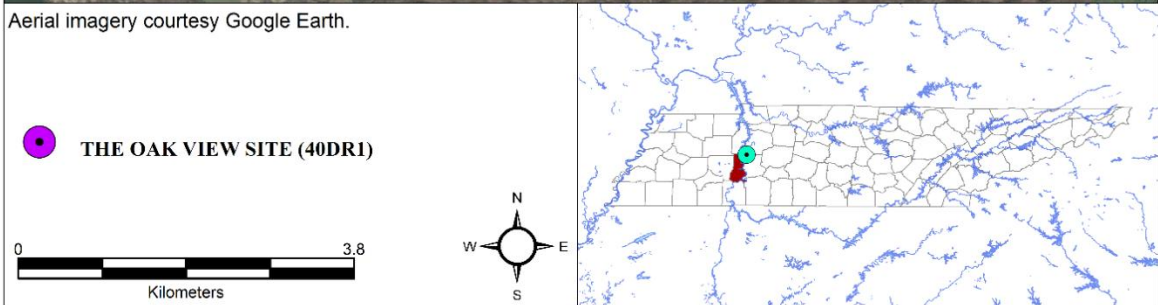 Aerial imagery courtesy Google Earth.
THE OAK VIEW SITE (40DR1)
N
W E
S
0 3.8
Kilometers